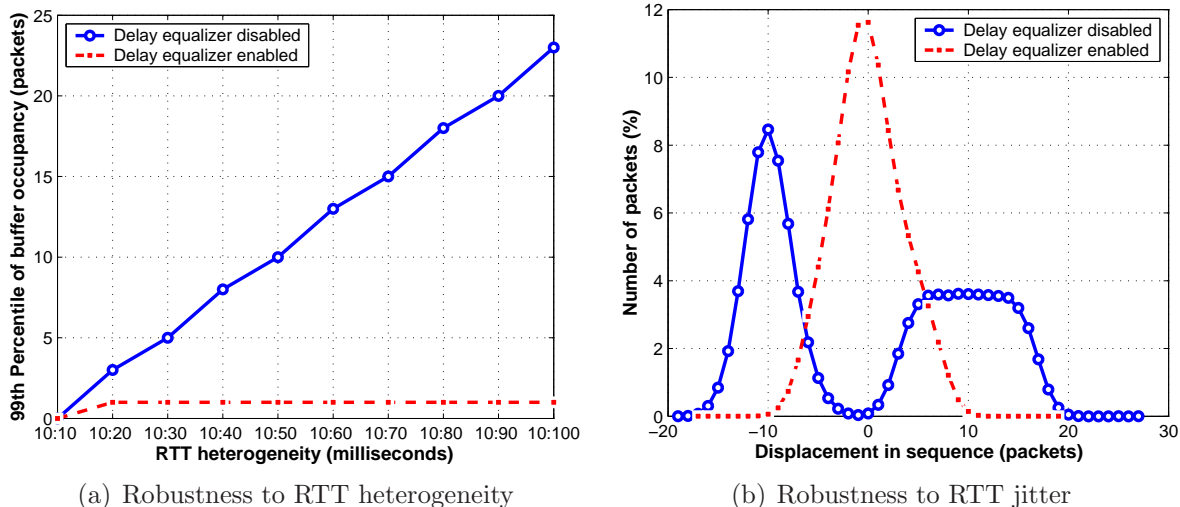 99th Percentile of buffer occupancy (packets)
25
20
15
10
5
0
Delay equalizer disabled
Delay equalizer enabled
10:10 10:20 10:30 10:40 10:50 10:60 10:70 10:80 10:90 10:100
RTT heterogeneity (milliseconds)
(a) Robustness to RTT heterogeneity
Number of packets (%)
12
10
8
6
4
2
0
Delay equalizer disabled
Delay equalizer enabled
−20 −10 0 10 20 30
Displacement in sequence (packets)
(b) Robustness to RTT jitter